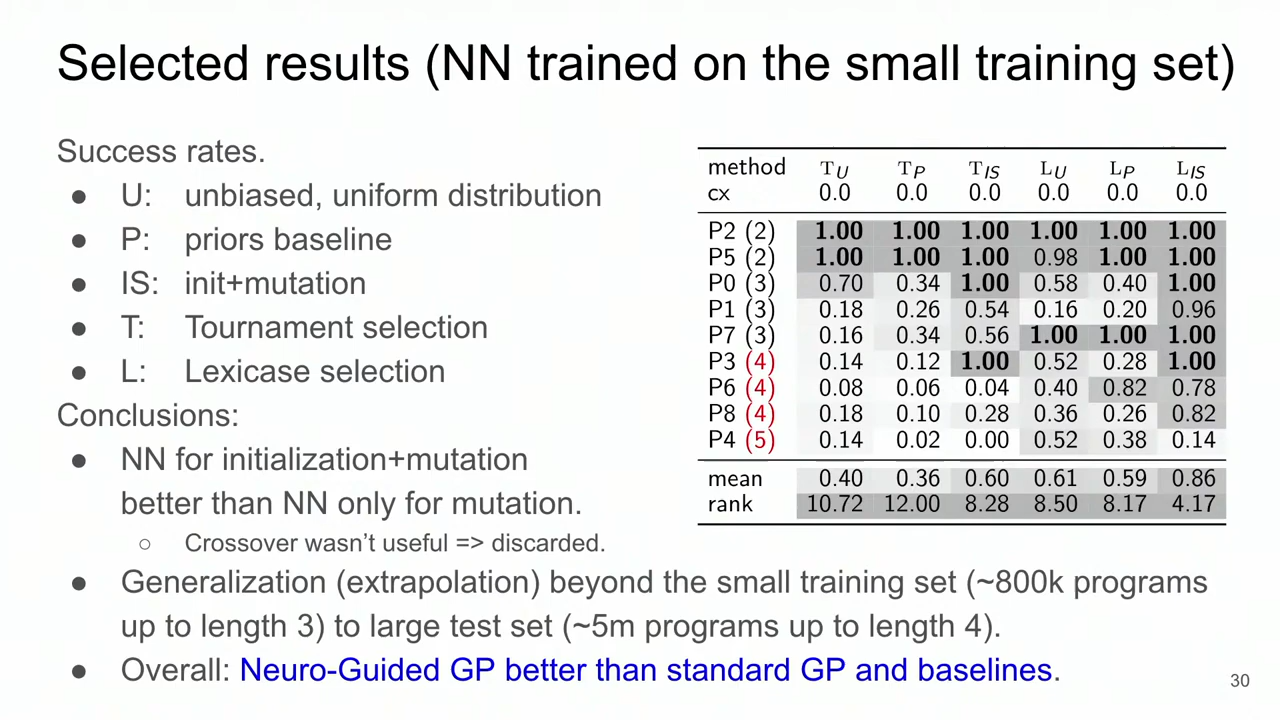 Selected results (NN trained on the small training set)
Success rates.
● U: unbiased, uniform distribution
● P: priors baseline
● IS: init+mutation
● T: Tournament selection
● L: Lexicase selection
Conclusions:
● NN for initialization+mutation
better than NN only for mutation.
○ Crossover wasn't useful => discarded.
● Generalization (extrapolation) beyond the small training set (~800k programs
up to length 3) to large test set (~5m programs up to length 4).
● Overall: Neuro-Guided GP better than standard GP and baselines.
method TU TP TIS LU LP LIS
cx 0.0 0.0 0.0 0.0 0.0 0.0
P2 (2) 1.00 1.00 1.00 1.00 1.00 1.00
P5 (2) 1.00 1.00 1.00 0.98 1.00 1.00
P0 (3) 0.70 0.34 1.00 0.58 0.40 1.00
P1 (3) 0.18 0.26 0.54 0.16 0.20 0.96
P7 (3) 0.16 0.34 0.56 1.00 1.00 1.00
P3 (4) 0.14 0.12 1.00 0.52 0.28 1.00
P6 (4) 0.08 0.06 0.04 0.40 0.82 0.78
P8 (4) 0.18 0.10 0.28 0.36 0.26 0.82
P4 (5) 0.14 0.02 0.00 0.52 0.38 0.14
mean 0.40 0.36 0.60 0.61 0.59 0.86
rank 10.72 12.00 8.28 8.50 8.17 4.17
30